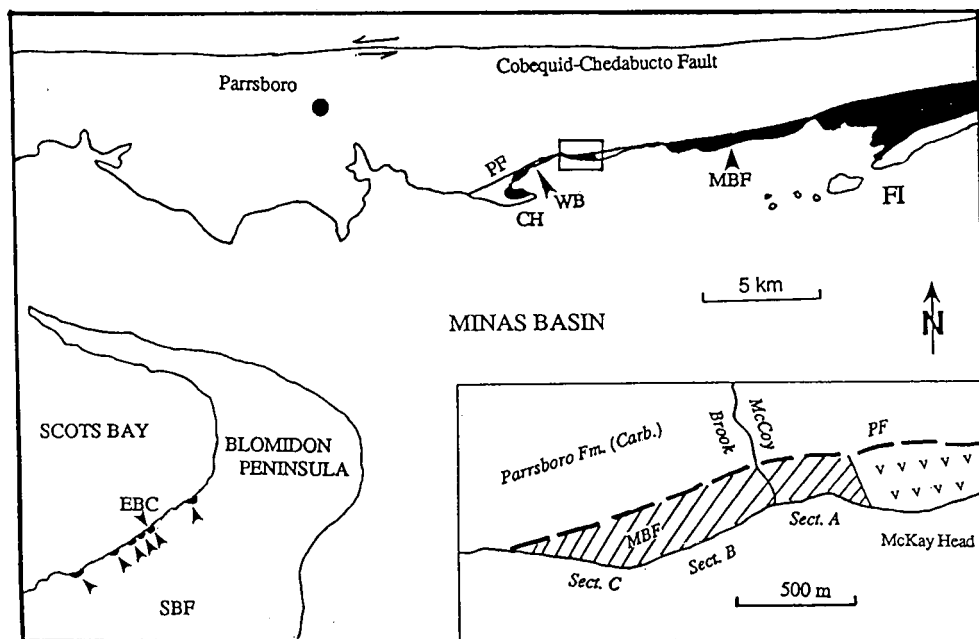 Cobequid-Chedabucto Fault
Parrsboro
PF
WB
CH
MBF
FI
5 km
MINAS BASIN
N
SCOTS BAY
BLOMIDON
PENINSULA
EBC
SBF
Parrsboro Fm. (Carb.)
Brook
McCoy
PF
v v v v v
v v v v
MBF
Sect. A
Sect. B
Sect. C
McKay Head
500 m